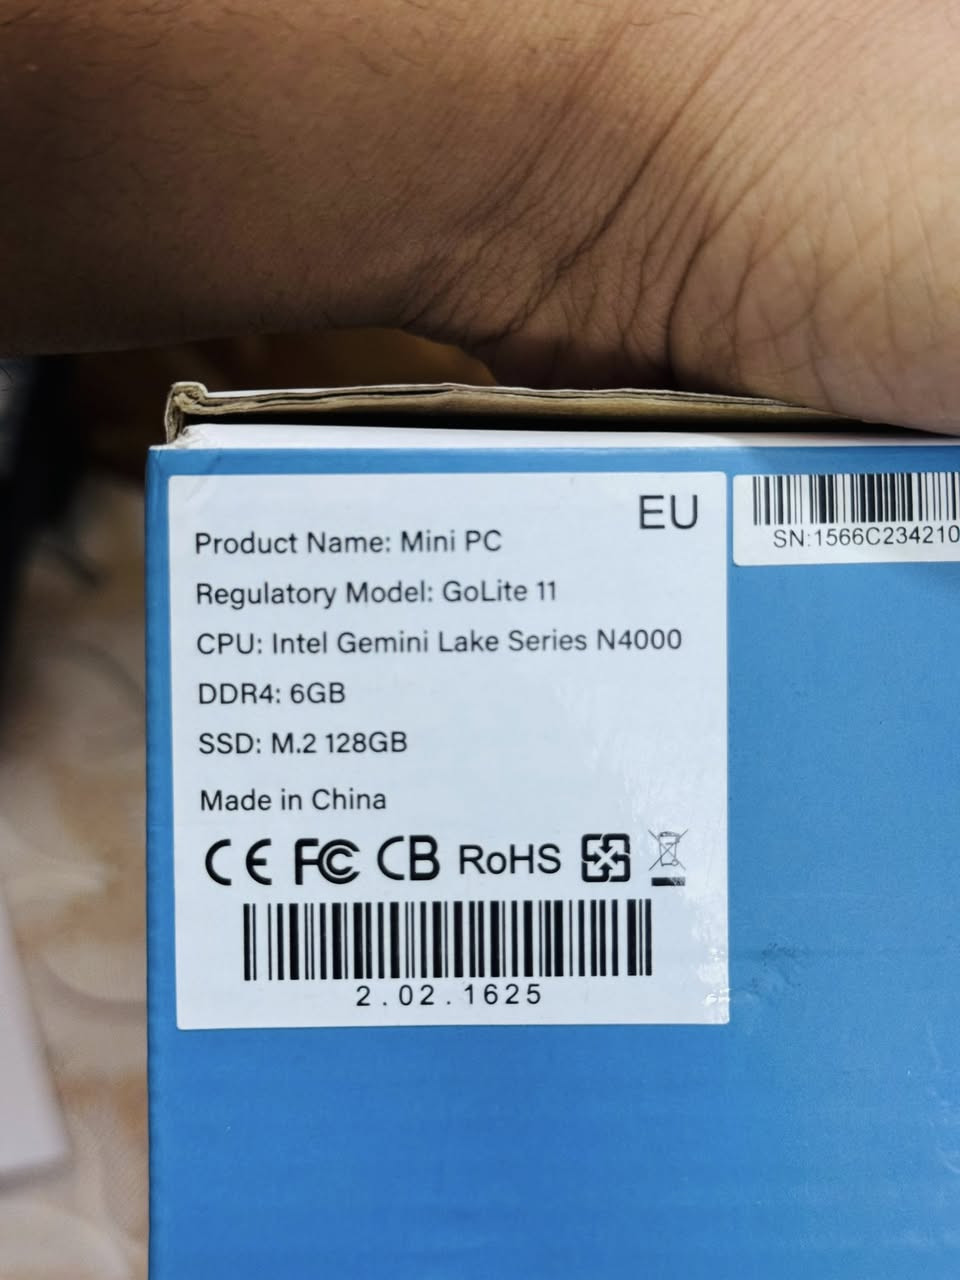 EU
Product Name: Mini PC
Regulatory Model: GoLite 11
CPU: Intel Gemini Lake Series N4000
DDR4: 6GB
SSD: M.2 128GB
Made in China
CE FC CB RoHS
2.02.1625
SN:1566C234210